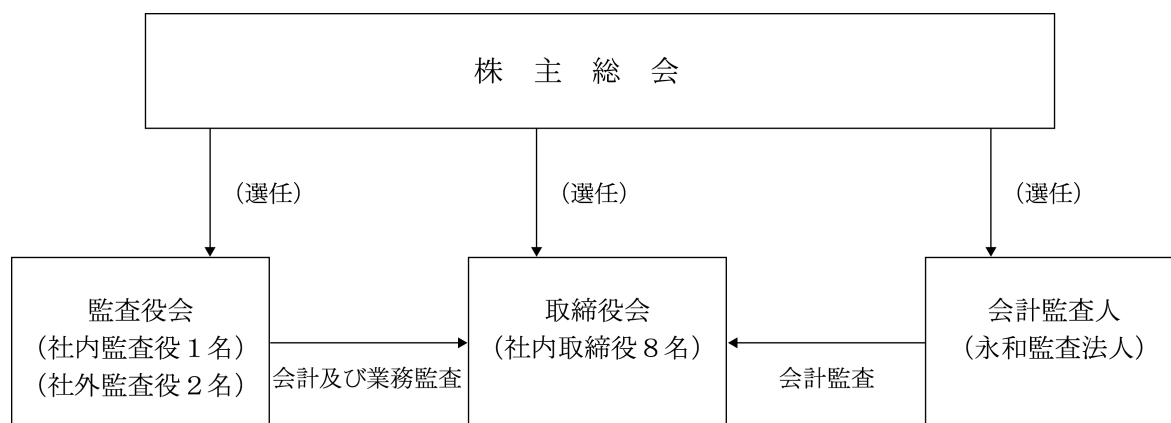 株 主 総 会
（選任）
（選任）
（選任）
監査役会
（社内監査役１名）
（社外監査役２名）
会計及び業務監査
取締役会
（社内取締役８名）
会計監査
会計監査人
（永和監査法人）